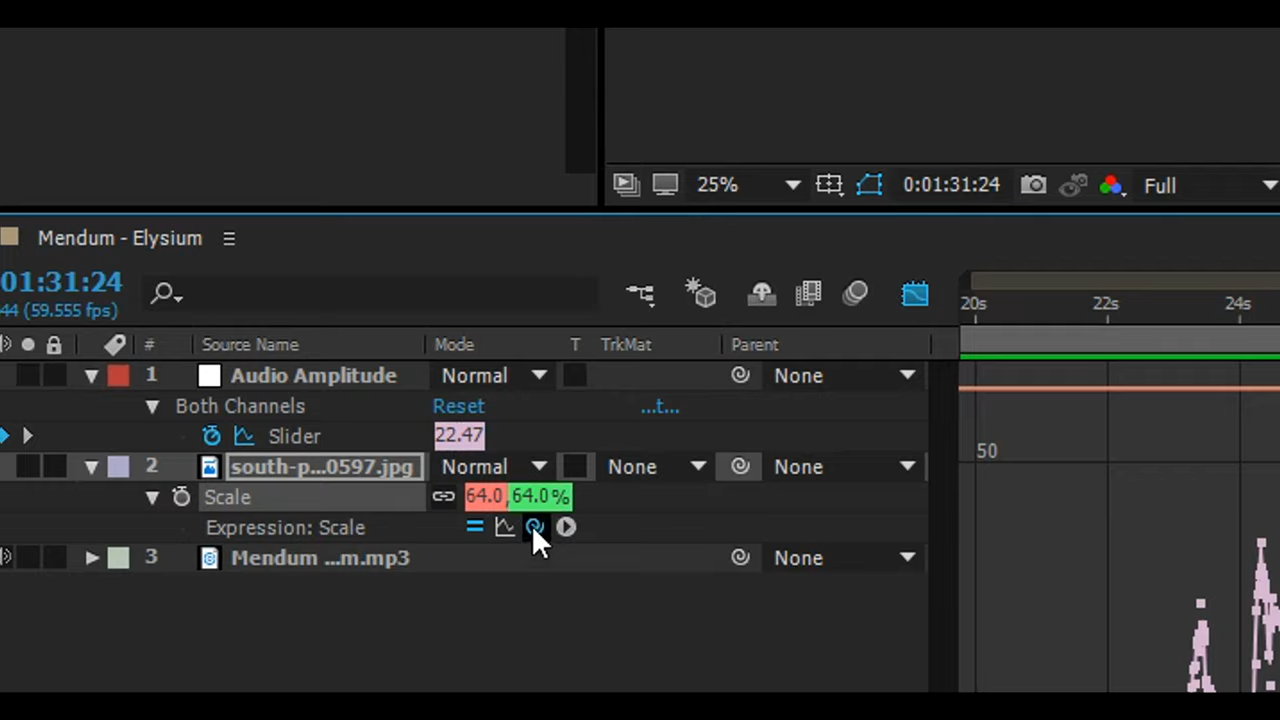 25% 0:01:31:24 Full
Mendum - Elysium
01:31:24
44 (59.555 fps)
20s 22s 24s
# Source Name Mode T TrkMat Parent
1 Audio Amplitude Normal None
Both Channels Reset ...t...
Slider 22.47
50
2 south-p...0597.jpg Normal None None
Scale 64.0,64.0%
Expression: Scale
3 Mendum ...m.mp3 None